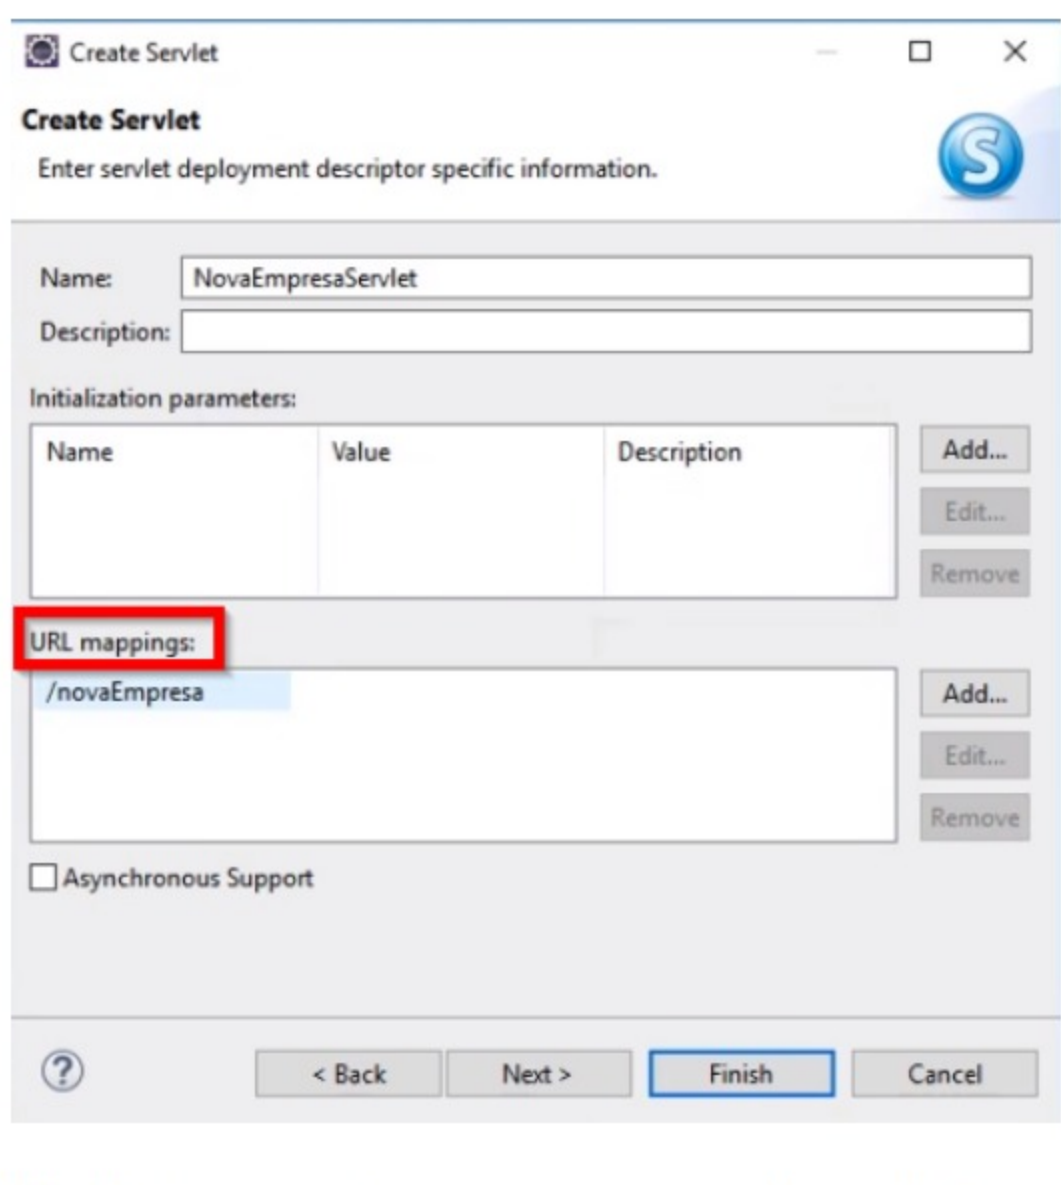 Create Servlet
Create Servlet
Enter servlet deployment descriptor specific information.
S
Name: NovaEmpresaServlet
Description:
Initialization parameters:
Name Value Description Add...
Edit...
Remove
URL mappings:
/novaEmpresa Add...
Edit...
Remove
Asynchronous Support
? < Back Next > Finish Cancel